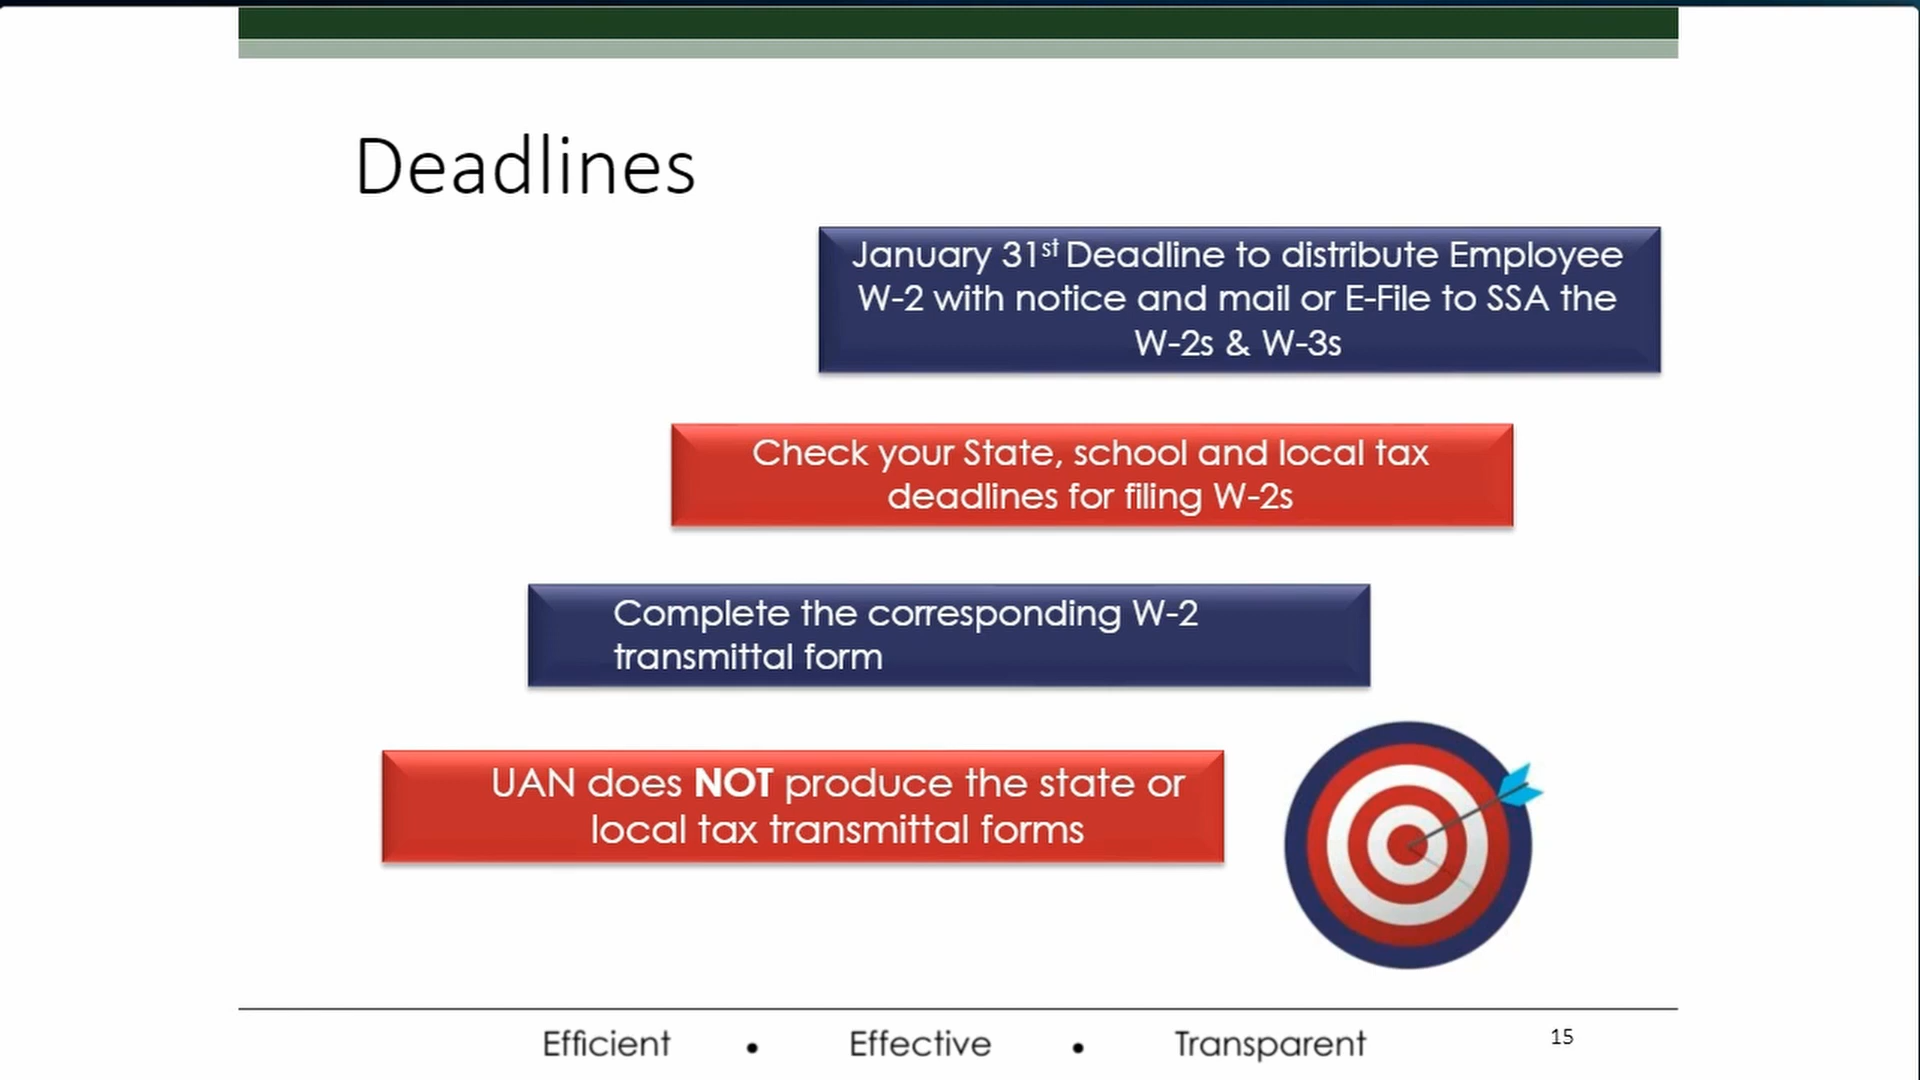 Deadlines
January 31st Deadline to distribute Employee
W-2 with notice and mail or E-File to SSA the
W-2s & W-3s
Check your State, school and local tax
deadlines for filing W-2s
Complete the corresponding W-2
transmittal form
UAN does NOT produce the state or
local tax transmittal forms
Efficient • Effective • Transparent
15